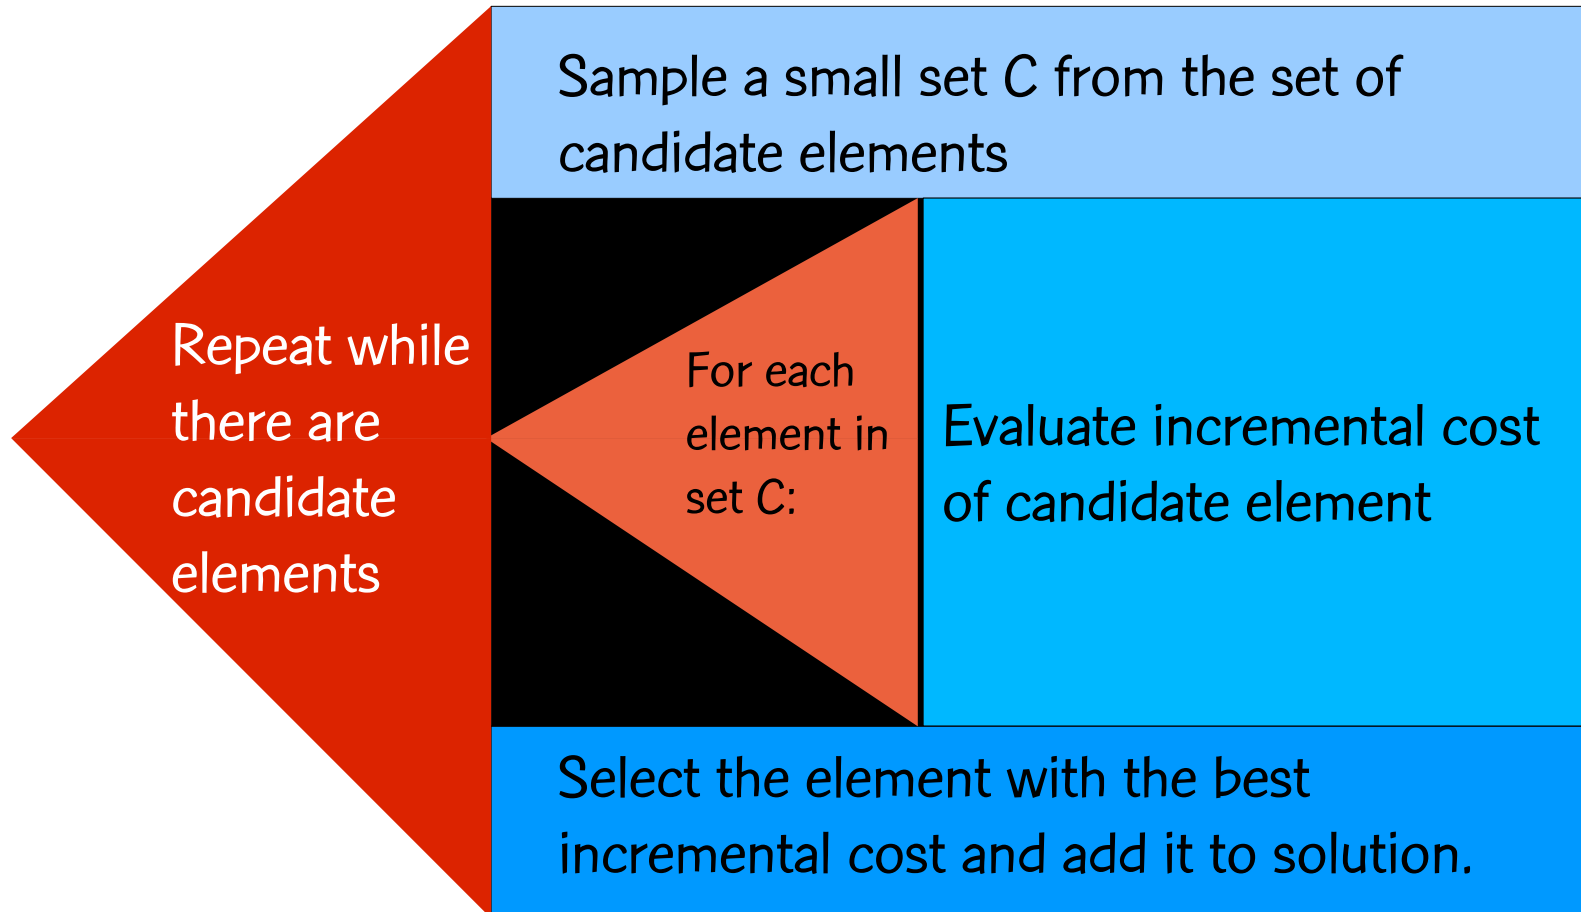 Sample a small set C from the set of
candidate elements
Repeat while
there are
candidate
elements
For each
element in
set C:
Evaluate incremental cost
of candidate element
Select the element with the best
incremental cost and add it to solution.